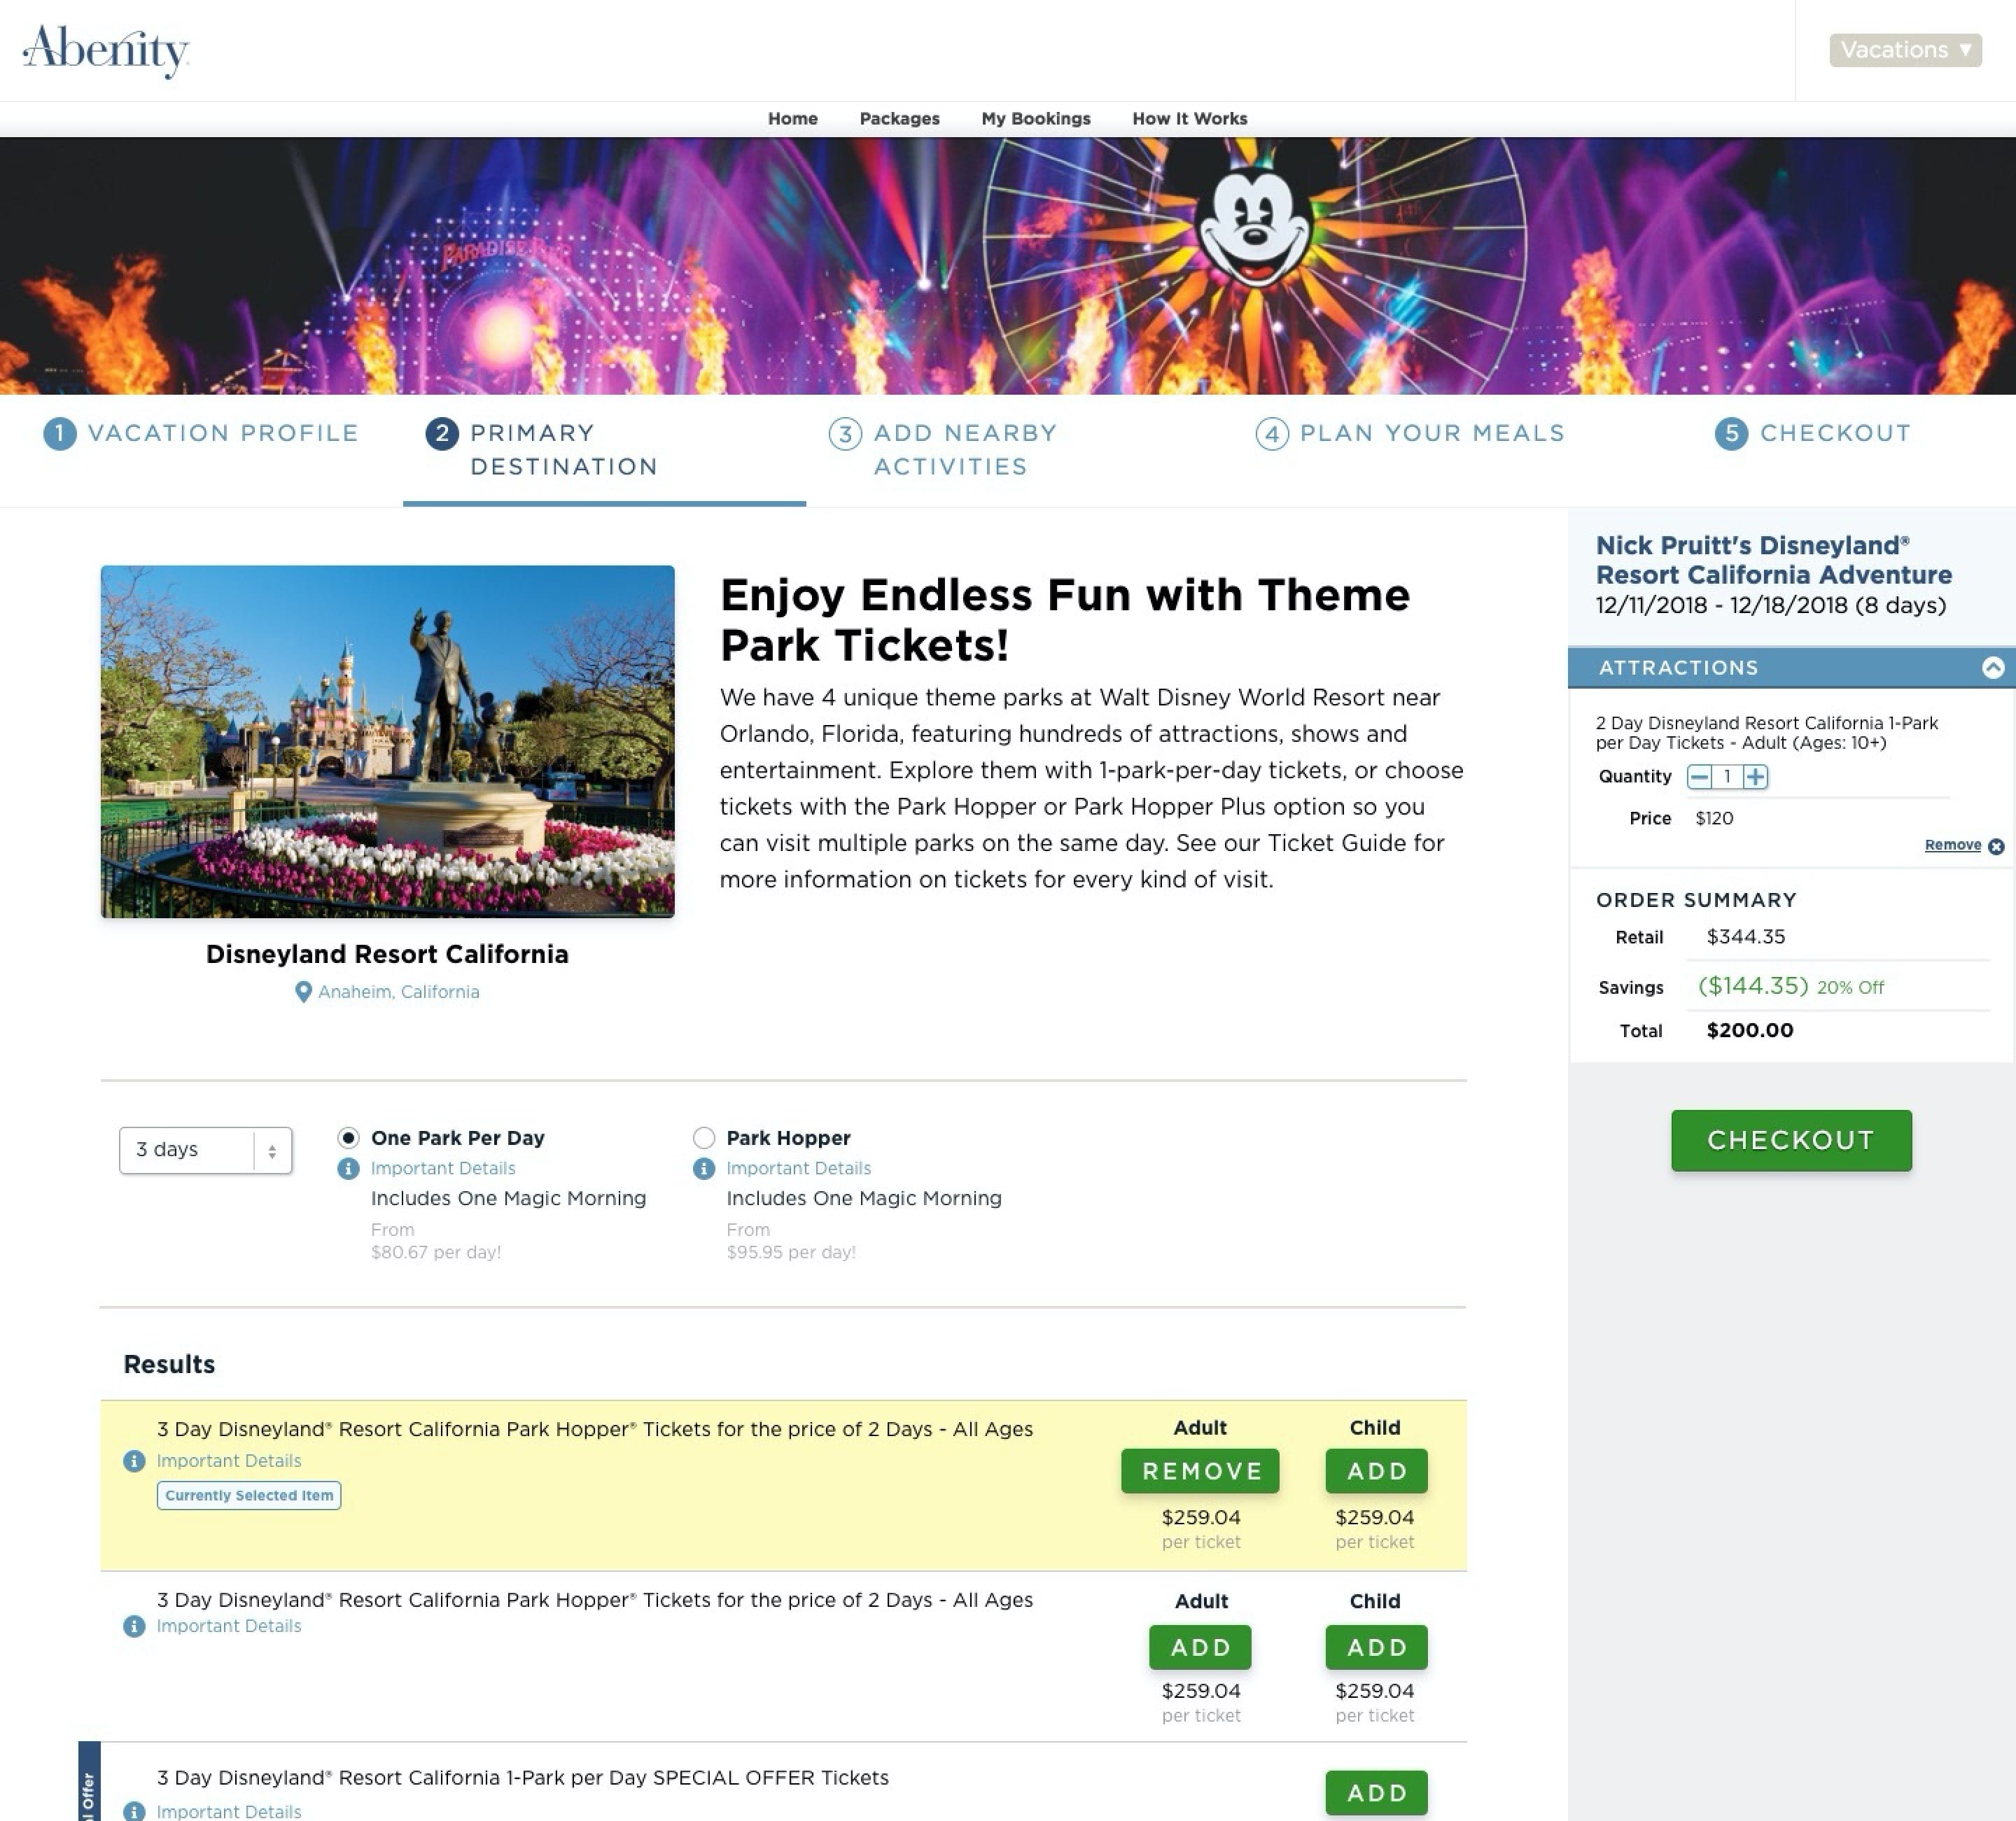 Abenity
Vacations ▼
Home Packages My Bookings How It Works
1 VACATION PROFILE
2 PRIMARY
DESTINATION
3 ADD NEARBY
ACTIVITIES
4 PLAN YOUR MEALS
5 CHECKOUT
Enjoy Endless Fun with Theme
Park Tickets!
We have 4 unique theme parks at Walt Disney World Resort near
Orlando, Florida, featuring hundreds of attractions, shows and
entertainment. Explore them with 1-park-per-day tickets, or choose
tickets with the Park Hopper or Park Hopper Plus option so you
can visit multiple parks on the same day. See our Ticket Guide for
more information on tickets for every kind of visit.
Disneyland Resort California
Anaheim, California
3 days
One Park Per Day
Important Details
Includes One Magic Morning
From
$80.67 per day!
Park Hopper
Important Details
Includes One Magic Morning
From
$95.95 per day!
Results
3 Day Disneyland® Resort California Park Hopper® Tickets for the price of 2 Days - All Ages
Important Details
Currently Selected Item
Adult
REMOVE
$259.04
per ticket
Child
ADD
$259.04
per ticket
3 Day Disneyland® Resort California Park Hopper® Tickets for the price of 2 Days - All Ages
Important Details
Adult
ADD
$259.04
per ticket
Child
ADD
$259.04
per ticket
Offer
3 Day Disneyland® Resort California 1-Park per Day SPECIAL OFFER Tickets
Important Details
ADD
Nick Pruitt's Disneyland®
Resort California Adventure
12/11/2018 - 12/18/2018 (8 days)
ATTRACTIONS
2 Day Disneyland Resort California 1-Park
per Day Tickets - Adult (Ages: 10+)
Quantity 1
Price $120
Remove
ORDER SUMMARY
Retail $344.35
Savings ($144.35) 20% Off
Total $200.00
CHECKOUT